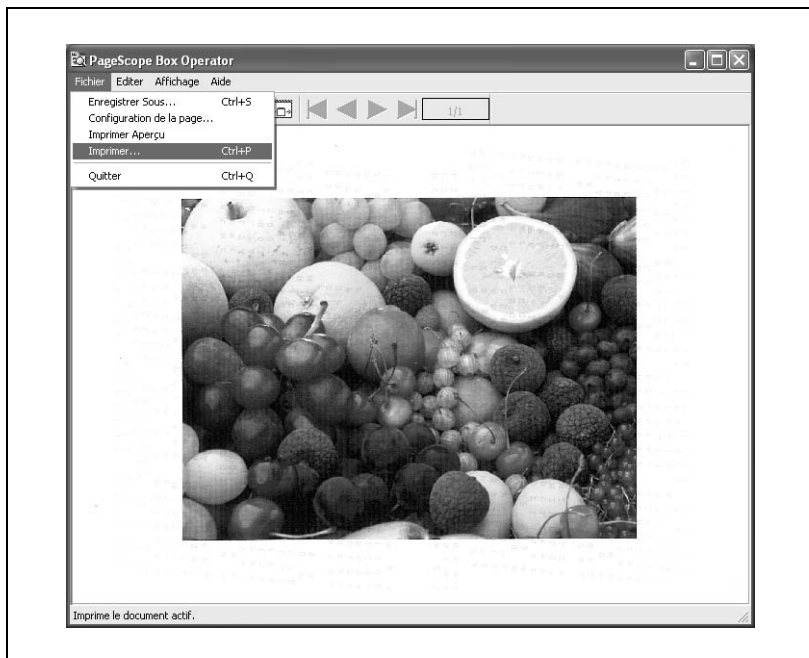 PageScope Box Operator
Fichier Editer Affichage Aide
Enregistrer Sous... Ctrl+S
Configuration de la page...
Imprimer Aperçu
Imprimer... Ctrl+P
Quitter Ctrl+Q
1/1
Imprime le document actif.